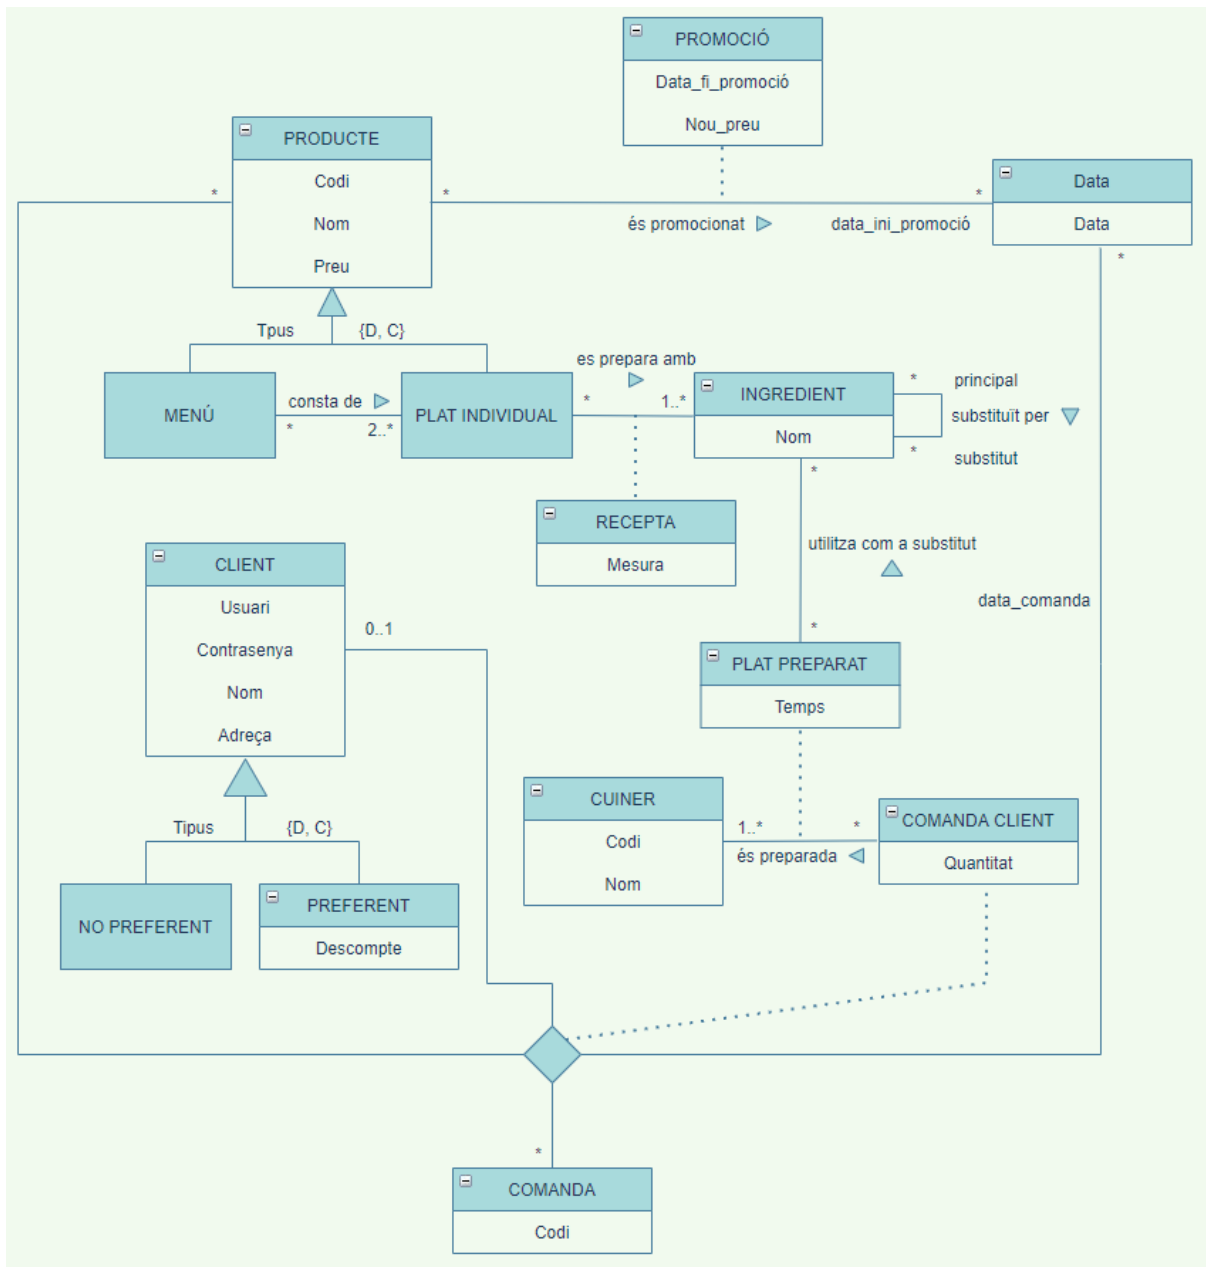 PROMOCIÓ
Data_fi_promoció
Nou_preu
PRODUCTE
Codi
Nom
Preu
*
*
*
Data
Data
és promocionat
data_ini_promoció
*
Tpus
{D, C}
MENÚ
consta de
*
2..*
PLAT INDIVIDUAL
es prepara amb
*
1..*
INGREDIENT
Nom
*
principal
substituït per
*
substitut
*
RECEPTA
Mesura
utilitza com a substitut
data_comanda
*
PLAT PREPARAT
Temps
CLIENT
Usuari
Contrasenya
Nom
Adreça
0..1
Tipus
{D, C}
NO PREFERENT
PREFERENT
Descompte
CUINER
Codi
Nom
1..*
*
és preparada
COMANDA CLIENT
Quantitat
*
COMANDA
Codi